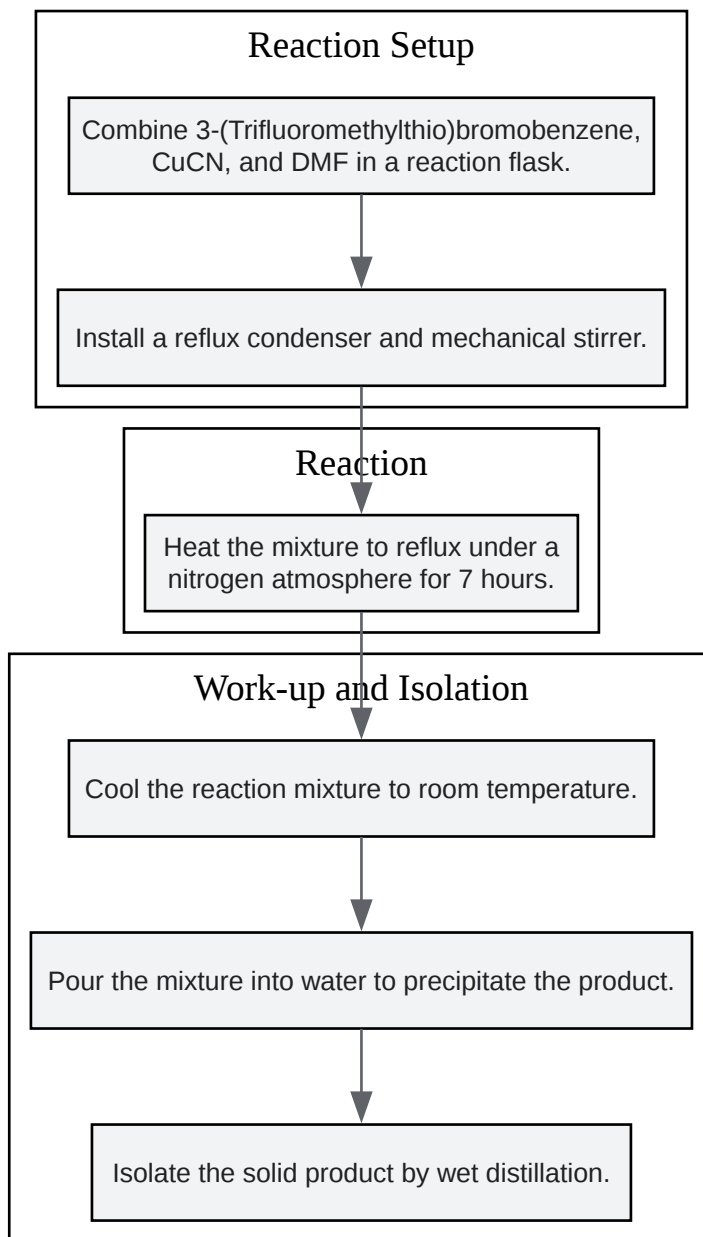 Reaction Setup
Combine 3-(Trifluoromethylthio)bromobenzene,
CuCN, and DMF in a reaction flask.
Install a reflux condenser and mechanical stirrer.
Reaction
Heat the mixture to reflux under a
nitrogen atmosphere for 7 hours.
Work-up and Isolation
Cool the reaction mixture to room temperature.
Pour the mixture into water to precipitate the product.
Isolate the solid product by wet distillation.